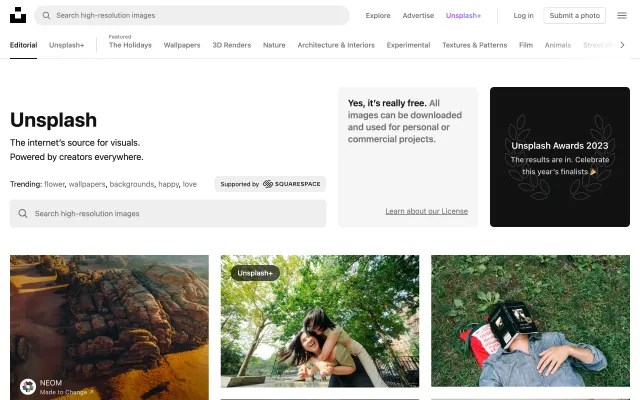 Search high-resolution images
Explore
Advertise
Unsplash+
Log in
Submit a photo
Editorial
Unsplash+
Featured
The Holidays
Wallpapers
3D Renders
Nature
Architecture & Interiors
Experimental
Textures & Patterns
Film
Animals
Unsplash
The internet's source for visuals.
Powered by creators everywhere.
Trending: flower, wallpapers, backgrounds, happy, love
Supported by SQUARESPACE
Search high-resolution images
Yes, it's really free. All
images can be downloaded
and used for personal or
commercial projects.
Learn about our License
Unsplash Awards 2023
The results are in. Celebrate
this year's finalists 🎉
NEOM
Made to Change ↗
Unsplash+